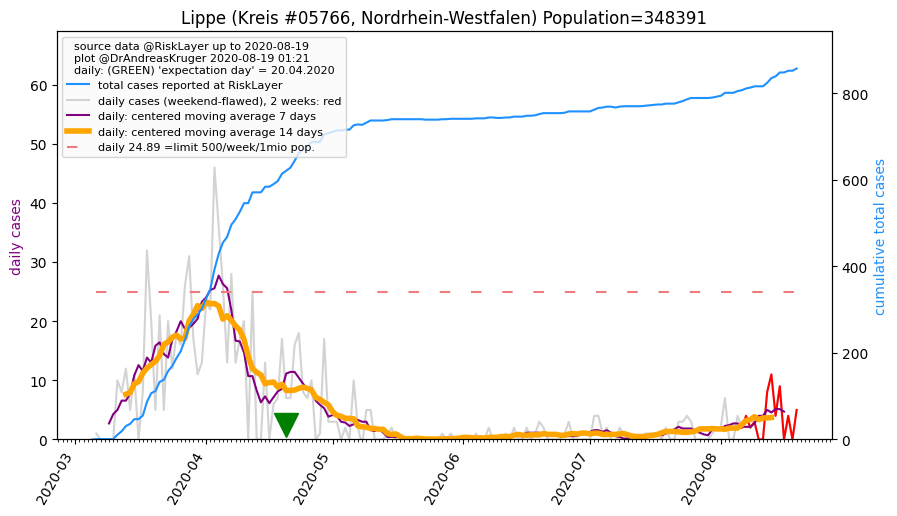 Lippe (Kreis #05766, Nordrhein-Westfalen) Population=348391
source data @RiskLayer up to 2020-08-19
plot @DrAndreasKruger 2020-08-19 01:21
daily: (GREEN) 'expectation day' = 20.04.2020
total cases reported at RiskLayer
daily cases (weekend-flawed), 2 weeks: red
daily: centered moving average 7 days
daily: centered moving average 14 days
daily 24.89 =limit 500/week/1mio pop.
daily cases
60
50
40
30
20
10
0
cumulative total cases
800
600
400
200
0
2020-03
2020-04
2020-05
2020-06
2020-07
2020-08